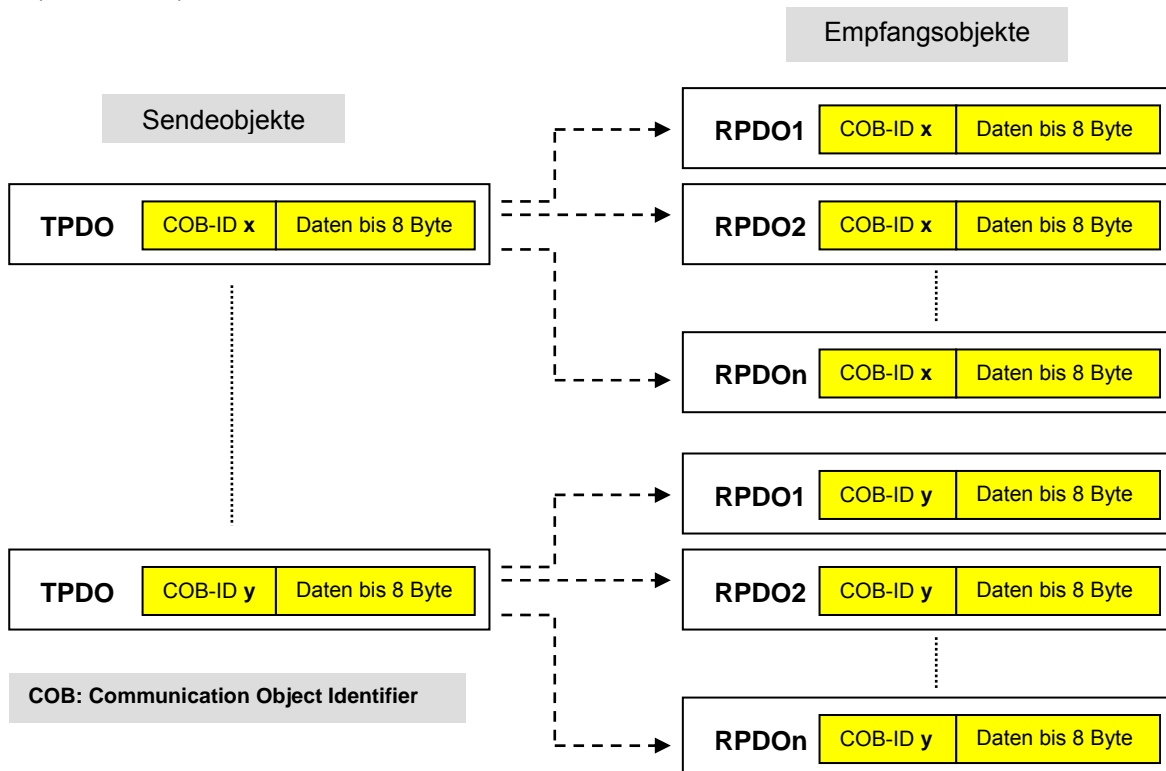 Empfangsobjekte
Sendeobjekte
RPDO1 COB-ID x Daten bis 8 Byte
TPDO COB-ID x Daten bis 8 Byte
RPDO2 COB-ID x Daten bis 8 Byte
RPDOn COB-ID x Daten bis 8 Byte
RPDO1 COB-ID y Daten bis 8 Byte
TPDO COB-ID y Daten bis 8 Byte
RPDO2 COB-ID y Daten bis 8 Byte
COB: Communication Object Identifier
RPDOn COB-ID y Daten bis 8 Byte